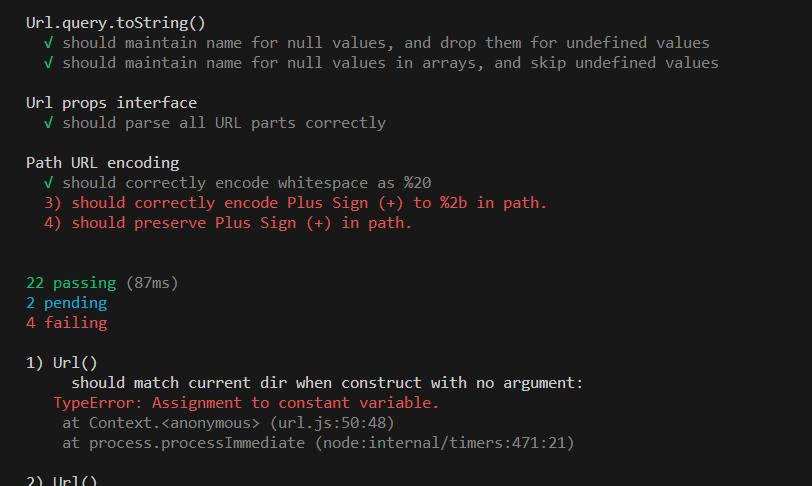 Url.query.toString()
√ should maintain name for null values, and drop them for undefined values
√ should maintain name for null values in arrays, and skip undefined values
Url props interface
√ should parse all URL parts correctly
Path URL encoding
√ should correctly encode whitespace as %20
3) should correctly encode Plus Sign (+) to %2b in path.
4) should preserve Plus Sign (+) in path.
22 passing (87ms)
2 pending
4 failing
1) Url()
should match current dir when construct with no argument:
TypeError: Assignment to constant variable.
at Context.<anonymous> (url.js:50:48)
at process.processImmediate (node:internal/timers:471:21)
2) Url()